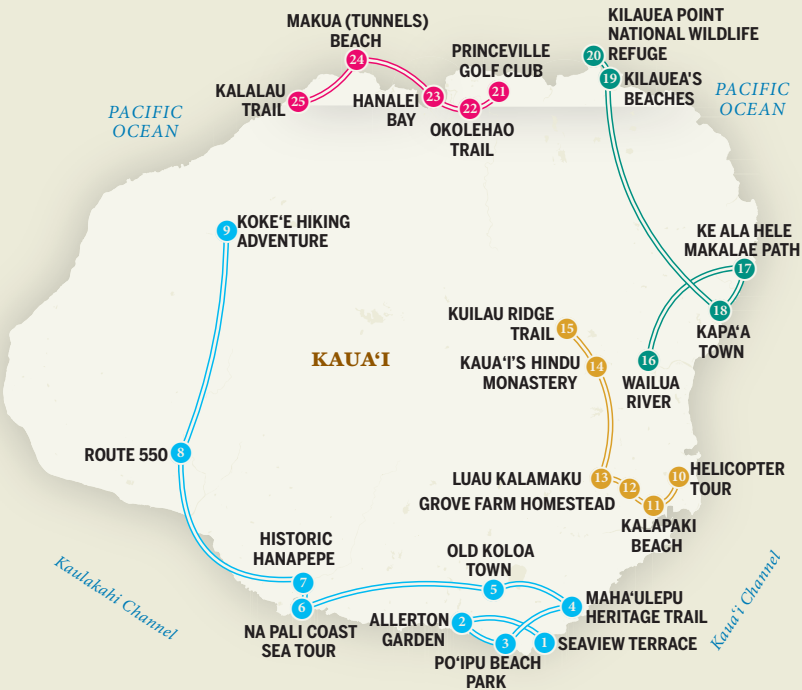 MAKUA (TUNNELS)
BEACH
24
KALALAU
TRAIL
25
HANALEI
BAY
23
PRINCEVILLE
GOLF CLUB
21
22
OKOLEHAO
TRAIL
KILAUEA POINT
NATIONAL WILDLIFE
REFUGE
20
19
KILAUEA'S
BEACHES
PACIFIC
OCEAN
PACIFIC
OCEAN
9
KOKE‘E HIKING
ADVENTURE
KE ALA HELE
MAKALAE PATH
17
18
KAPA‘A
TOWN
16
WAILUA
RIVER
KUILAU RIDGE
TRAIL
15
KAUA‘I
KAUA‘I’S HINDU
MONASTERY
14
ROUTE 550
8
LUAU KALAMAKU
13
GROVE FARM HOMESTEAD
12
11
KALAPAKI
BEACH
10
HELICOPTER
TOUR
HISTORIC
HANAPEPE
7
6
NA PALI COAST
SEA TOUR
OLD KOLOA
TOWN
5
4
MAHA‘ULEPU
HERITAGE TRAIL
ALLERTON
GARDEN
2
3
PO‘IPU BEACH
PARK
1
SEAVIEW TERRACE
Kaulakahi Channel
Kaua‘i Channel